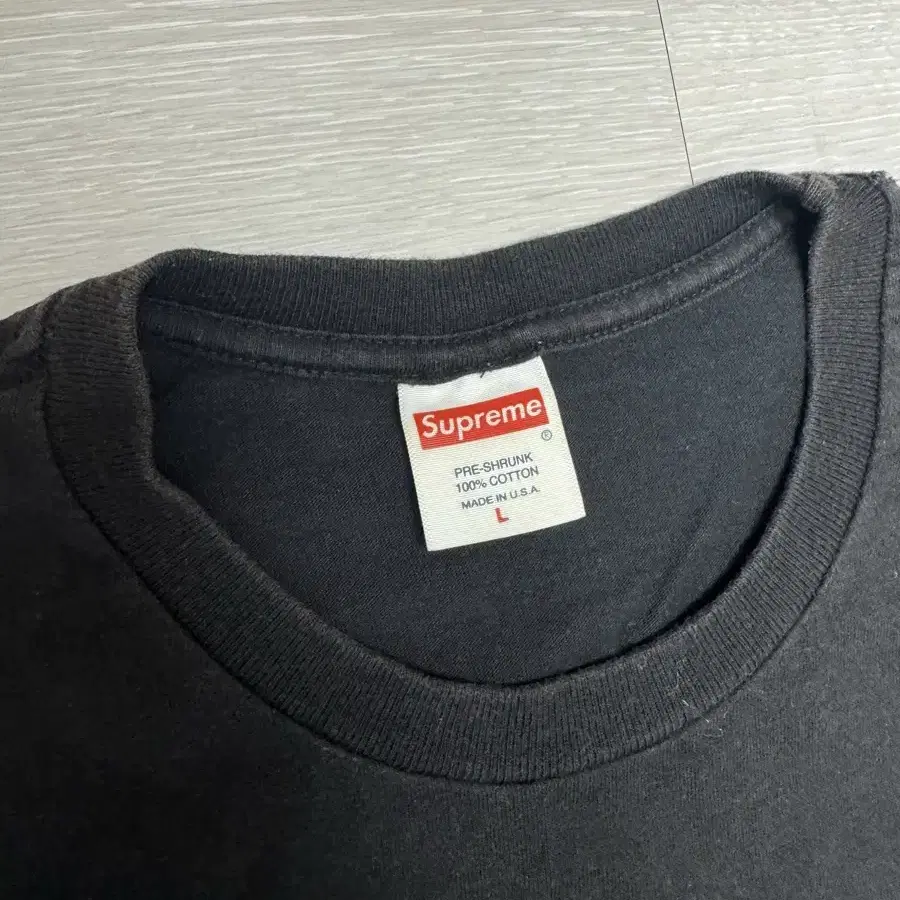 Supreme
®
PRE-SHRUNK
100% COTTON
MADE IN U.S.A.
L